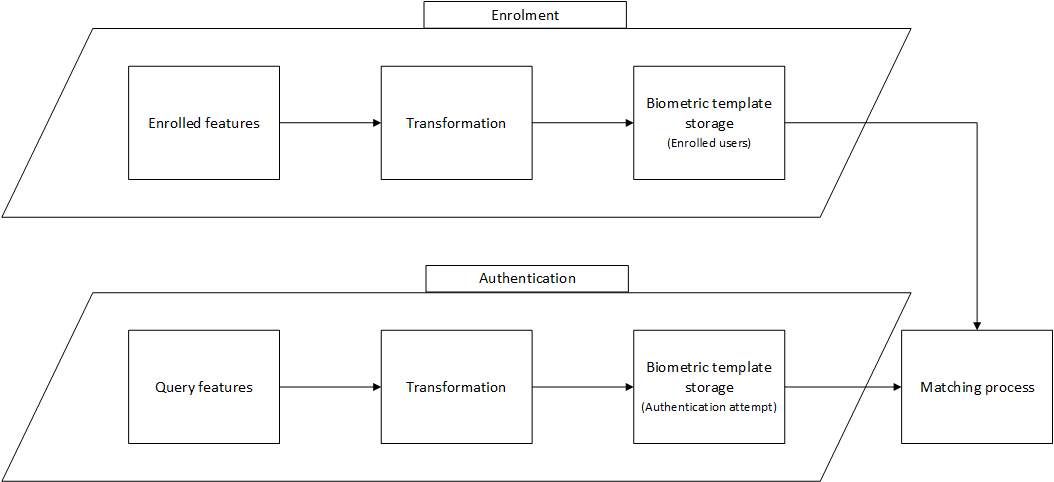 Enrolment
Enrolled features
Transformation
Biometric template
storage
(Enrolled users)
Authentication
Query features
Transformation
Biometric template
storage
(Authentication attempt)
Matching process